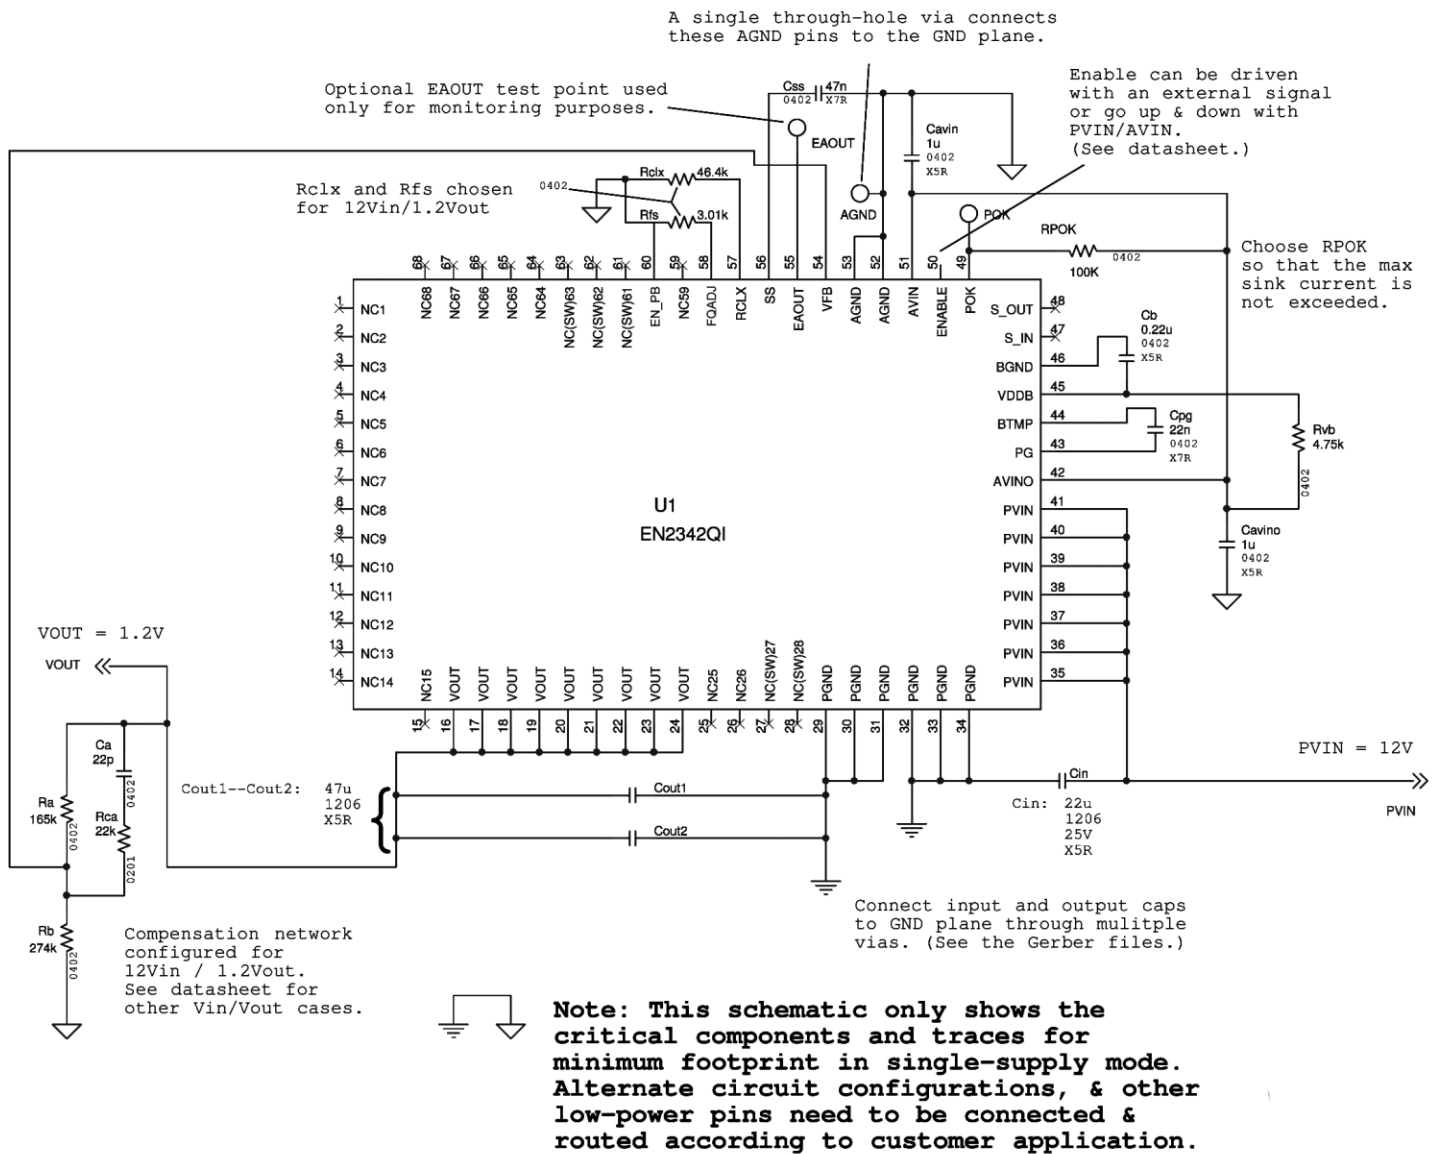 A single through-hole via connects
these AGND pins to the GND plane.
Optional EAOUT test point used
only for monitoring purposes.
Enable can be driven
with an external signal
or go up & down with
PVIN/AVIN.
(See datasheet.)
Css
47n
0402
X7R
EAOUT
Cavin
1u
0402
X5R
Rclx and Rfs chosen
for 12Vin/1.2Vout
0402
Rclx
46.4k
Rfs
3.01k
AGND
POK
RPOK
100K
0402
Choose RPOK
so that the max
sink current is
not exceeded.
68 67 66 65 64 63 62 61 60 59 58 57 56 55 54 53 52 51 50 49
NC68 NC67 NC66 NC65 NC64 NC(SW)63 NC(SW)62 NC(SW)61 EN_PB NC59 FQADJ RCLX SS EAOUT VFB AGND AGND AVIN ENABLE POK
1 NC1
2 NC2
3 NC3
4 NC4
5 NC5
6 NC6
7 NC7
8 NC8
9 NC9
10 NC10
11 NC11
12 NC12
13 NC13
14 NC14
S_OUT 48
S_IN 47
BGND 46
VDDB 45
BTMP 44
PG 43
AVINO 42
PVIN 41
PVIN 40
PVIN 39
PVIN 38
PVIN 37
PVIN 36
PVIN 35
U1
EN2342QI
Cb
0.22u
0402
X5R
Cpg
22n
0402
X7R
Rvb
4.75k
0402
Cavino
1u
0402
X5R
NC15 VOUT VOUT VOUT VOUT VOUT VOUT VOUT VOUT VOUT NC25 NC26 NC(SW)27 NC(SW)28 PGND PGND PGND PGND PGND PGND
15 16 17 18 19 20 21 22 23 24 25 26 27 28 29 30 31 32 33 34
VOUT = 1.2V
VOUT
Ca
22p
0402
Ra
165k
0402
Rca
22k
0201
Rb
274k
0402
Cout1--Cout2: 47u
1206
X5R
Cout1
Cout2
PVIN = 12V
PVIN
Cin
Cin: 22u
1206
25V
X5R
Connect input and output caps
to GND plane through mulitple
vias. (See the Gerber files.)
Compensation network
configured for
12Vin / 1.2Vout.
See datasheet for
other Vin/Vout cases.
Note: This schematic only shows the
critical components and traces for
minimum footprint in single-supply mode.
Alternate circuit configurations, & other
low-power pins need to be connected &
routed according to customer application.